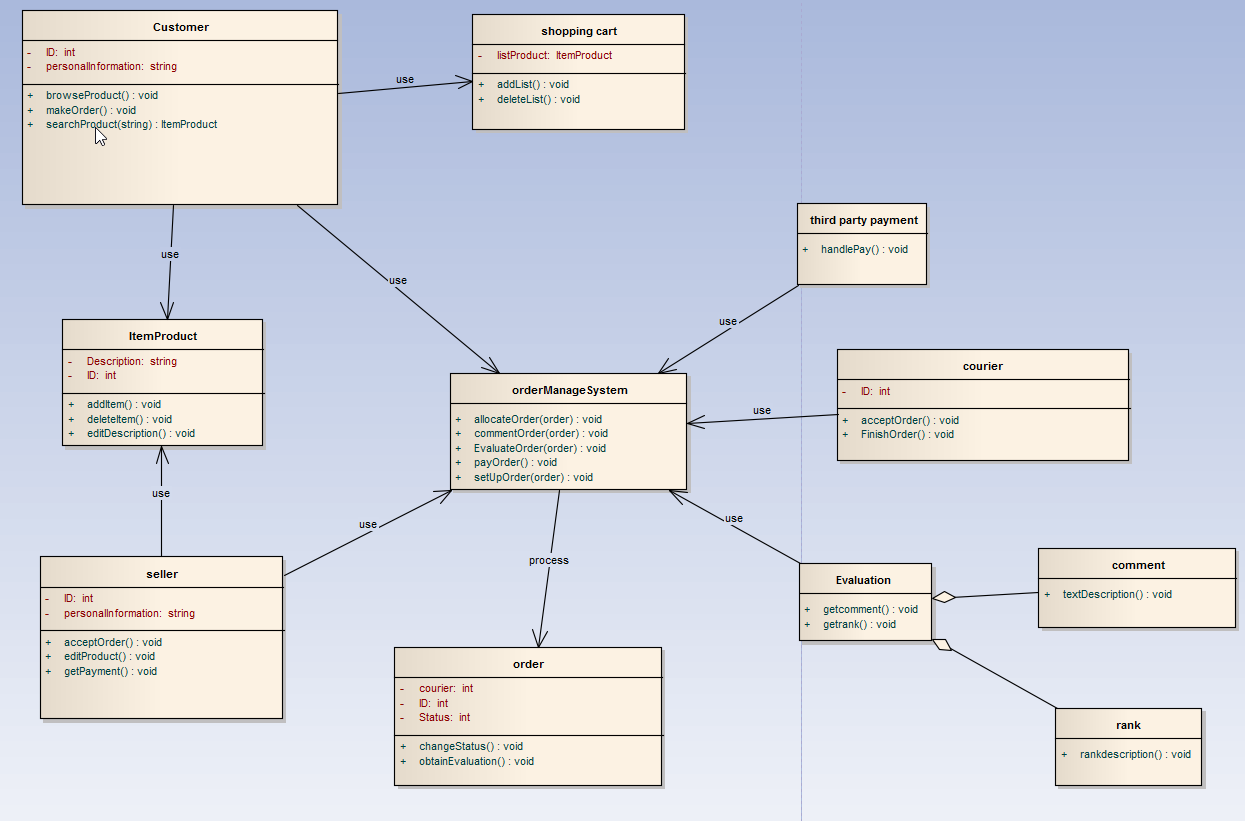 Customer
- ID: int
- personalInformation: string
+ browseProduct() : void
+ makeOrder() : void
+ searchProduct(string) : ItemProduct
use
shopping cart
- listProduct: ItemProduct
+ addList() : void
+ deleteList() : void
use
use
third party payment
+ handlePay() : void
use
ItemProduct
- Description: string
- ID: int
+ addItem() : void
+ deleteItem() : void
+ editDescription() : void
orderManageSystem
+ allocateOrder(order) : void
+ commentOrder(order) : void
+ EvaluateOrder(order) : void
+ payOrder() : void
+ setUpOrder(order) : void
use
courier
- ID: int
+ acceptOrder() : void
+ FinishOrder() : void
use
use
use
process
seller
- ID: int
- personalInformation: string
+ acceptOrder() : void
+ editProduct() : void
+ getPayment() : void
order
- courier: int
- ID: int
- Status: int
+ changeStatus() : void
+ obtainEvaluation() : void
Evaluation
+ getcomment() : void
+ getrank() : void
comment
+ textDescription() : void
rank
+ rankdescription() : void